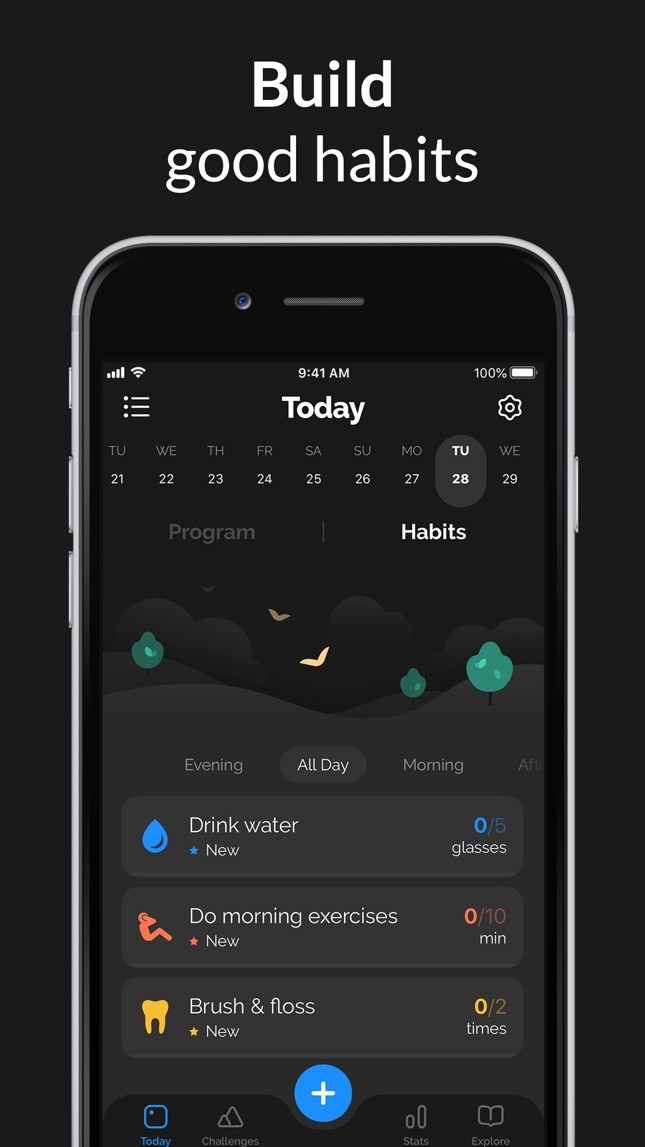 Build
good habits
9:41 AM
100%
Today
TU WE TH FR SA SU MO TU WE
21 22 23 24 25 26 27 28 29
Program | Habits
Evening All Day Morning
Drink water 0/5
New glasses
Do morning exercises 0/10
New min
Brush & floss 0/2
New times
+
Today Challenges Stats Explore